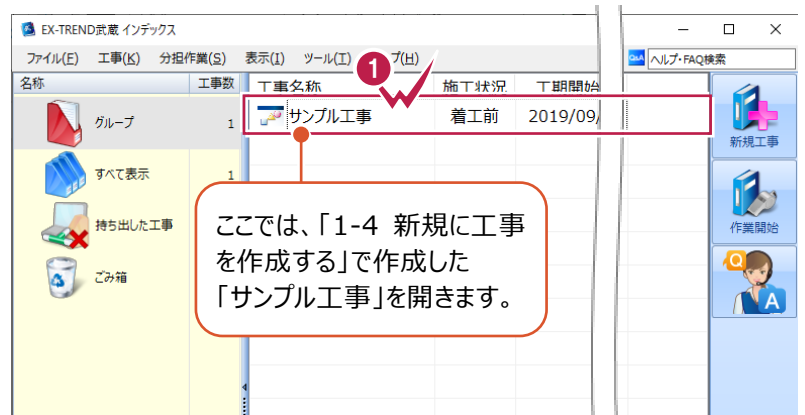 EX-TREND武蔵 インデックス
ファイル(F) 工事(K) 分担作業(S) 表示(I) ツール(T) プ(H)
Q&A ヘルプ・FAQ検索
名称 工事数 工事名称 施工状況 工期開始
1
グループ 1
サンプル工事 着工前 2019/09/
新規工事
すべて表示 1
持ち出した工事
作業開始
ごみ箱
Q
A
ここでは、「1-4 新規に工事
を作成する」で作成した
「サンプル工事」を開きます。